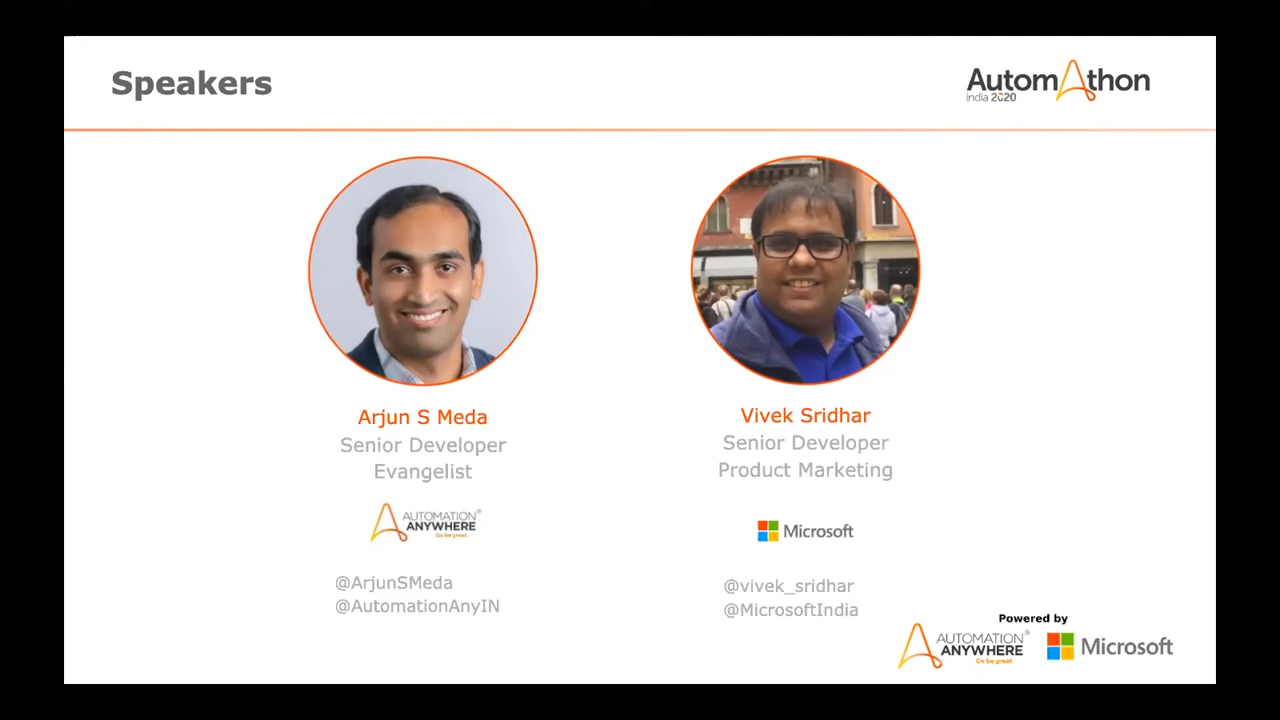 Speakers
AutomAthon
india 2020
Arjun S Meda
Senior Developer
Evangelist
AUTOMATION
ANYWHERE®
Go be great.
@ArjunSMeda
@AutomationAnyIN
Vivek Sridhar
Senior Developer
Product Marketing
Microsoft
@vivek_sridhar
@MicrosoftIndia
Powered by
AUTOMATION
ANYWHERE®
Go be great.
Microsoft